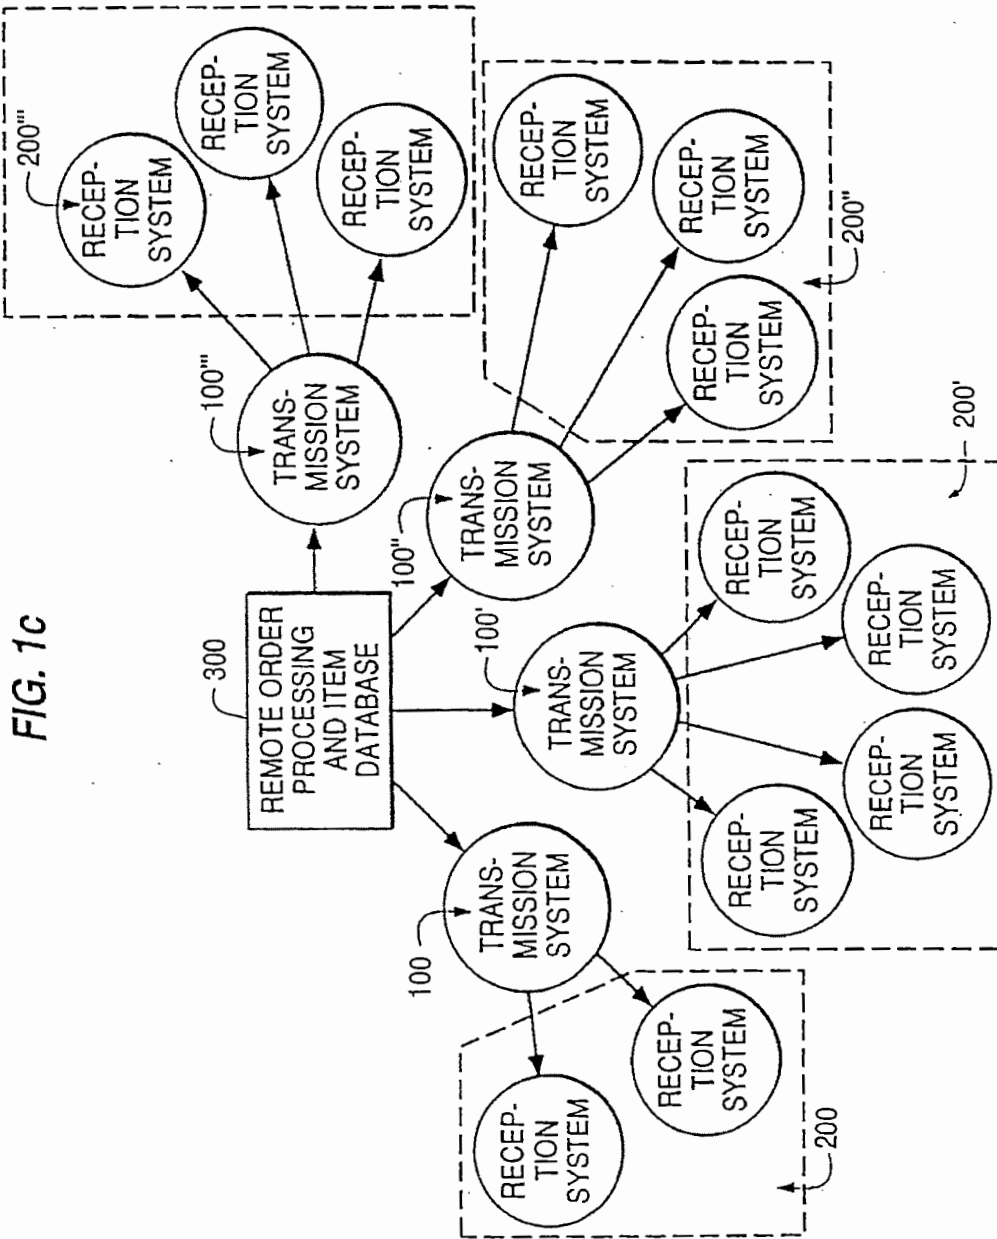 FIG. 1c
300
REMOTE ORDER
PROCESSING
AND ITEM
DATABASE
100
TRANS-
MISSION
SYSTEM
100'
TRANS-
MISSION
SYSTEM
100"
TRANS-
MISSION
SYSTEM
100'''
TRANS-
MISSION
SYSTEM
RECEP-
TION
SYSTEM
RECEP-
TION
SYSTEM
200
RECEP-
TION
SYSTEM
RECEP-
TION
SYSTEM
RECEP-
TION
SYSTEM
RECEP-
TION
SYSTEM
200'
RECEP-
TION
SYSTEM
RECEP-
TION
SYSTEM
RECEP-
TION
SYSTEM
200"
200'''
RECEP-
TION
SYSTEM
RECEP-
TION
SYSTEM
RECEP-
TION
SYSTEM